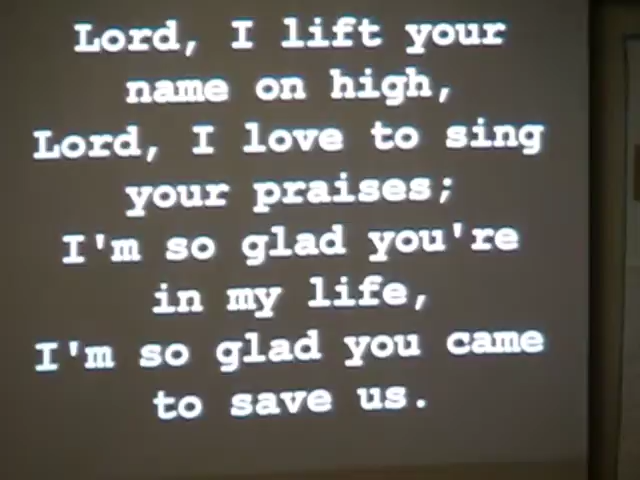 Lord, I lift your
name on high,
Lord, I love to sing
your praises;
I'm so glad you're
in my life,
I'm so glad you came
to save us.